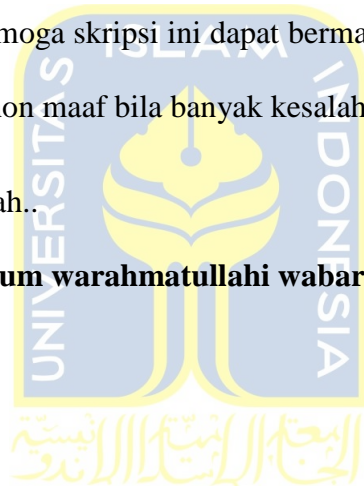 moga skripsi ini dapat berma
on maaf bila banyak kesalah
ah..
um warahmatullahi wabar
UNIVERSITAS
ISLAM
INDONESIA